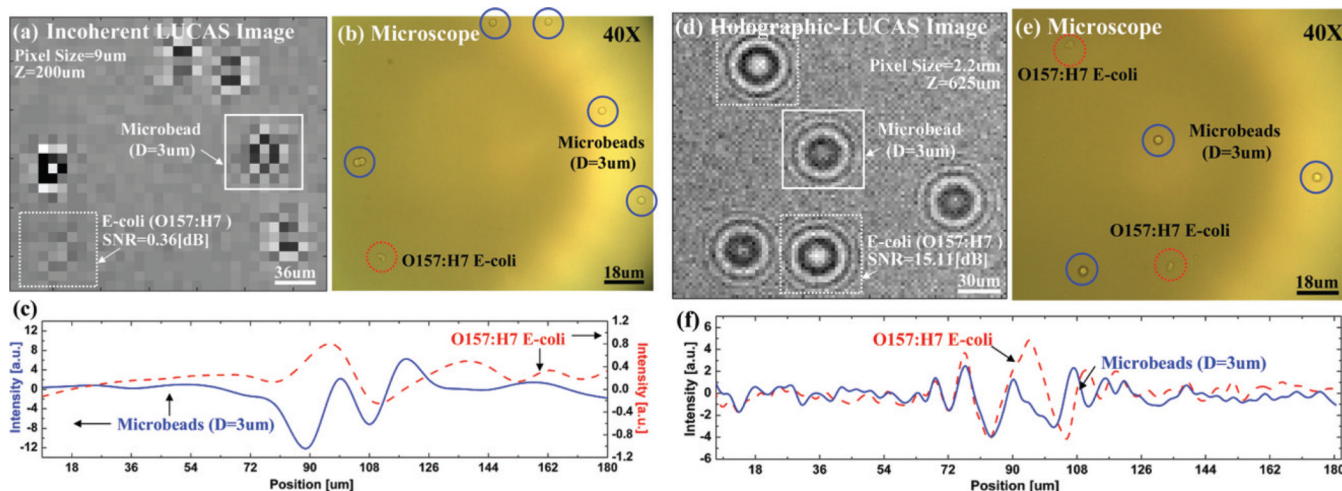 (a) Incoherent LUCAS Image
Pixel Size=9um
Z=200um
Microbead
(D=3um)
E-coli (O157:H7 )
SNR=0.36[dB]
36um
(b) Microscope
40X
Microbeads
(D=3um)
O157:H7 E-coli
18um
(d) Holographic-LUCAS Image
Pixel Size=2.2um
Z=625um
Microbead
(D=3um)
E-coli (O157:H7 )
SNR=15.11[dB]
30um
(e) Microscope
40X
O157:H7 E-coli
Microbeads
(D=3um)
O157:H7 E-coli
18um
(c)
Intensity [a.u.]
12
8
4
0
-4
-8
-12
O157:H7 E-coli
Microbeads (D=3um)
1.2
0.8
0.4
0.0
-0.4
-0.8
-1.2
Intensity [a.u.]
18 36 54 72 90 108 126 144 162 180
Position [um]
(f)
Intensity [a.u.]
6
4
2
0
-2
-4
-6
O157:H7 E-coli
Microbeads (D=3um)
18 36 54 72 90 108 126 144 162 180
Position [um]